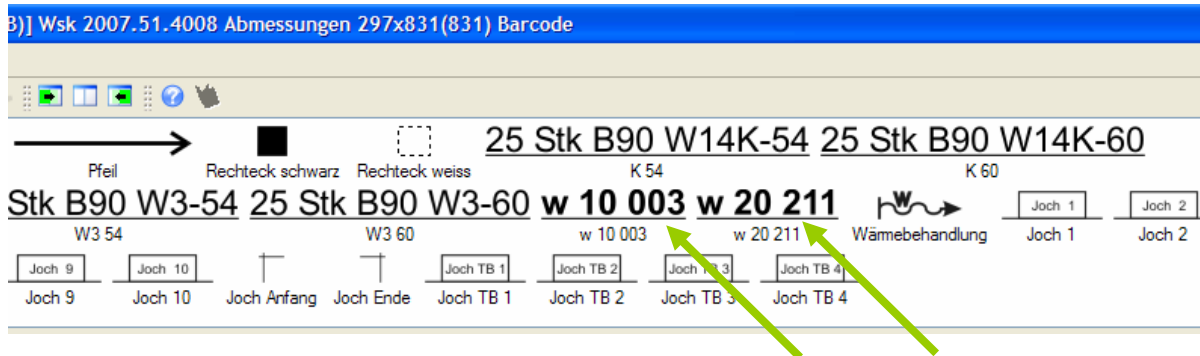 B)] Wsk 2007.51.4008 Abmessungen 297x831(831) Barcode
25 Stk B90 W14K-54 25 Stk B90 W14K-60
Pfeil Rechteck schwarz Rechteck weiss K 54 K 60
Stk B90 W3-54 25 Stk B90 W3-60 w 10 003 w 20 211 W Joch 1 Joch 2
W3 54 W3 60 w 10 003 w 20 211 Wärmebehandlung Joch 1 Joch 2
Joch 9 Joch 10 Joch TB 1 Joch TB 2 Joch TB 3 Joch TB 4
Joch 9 Joch 10 Joch Anfang Joch Ende Joch TB 1 Joch TB 2 Joch TB 3 Joch TB 4